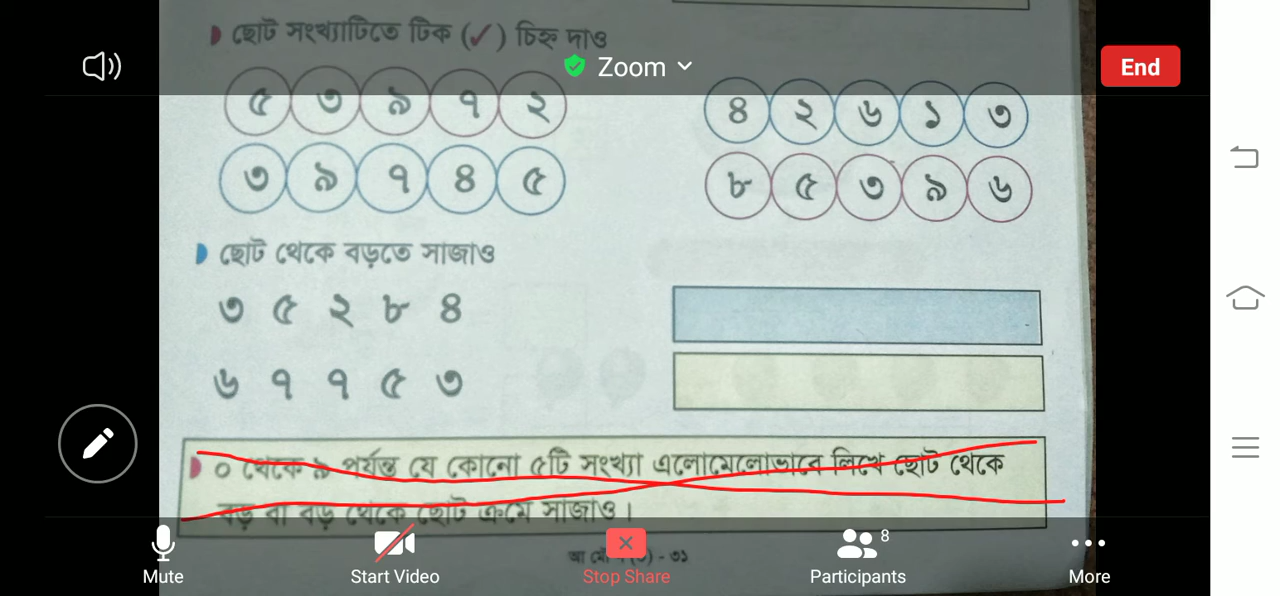 ছোট সংখ্যাটিতে টিক (✓) চিহ্ন দাও
Zoom
End
৫ ৩ ৯ ৭ ২
৪ ২ ৬ ১ ৩
৩ ৯ ৭ ৪ ৫
৮ ৫ ৩ ৯ ৬
ছোট থেকে বড়তে সাজাও
৩ ৫ ২ ৮ ৪
৬ ৭ ৭ ৫ ৩
০ থেকে ৯ পর্যন্ত যে কোনো ৫টি সংখ্যা এলোমেলোভাবে লিখে ছোট থেকে
বড় বা বড় থেকে ছোট ক্রমে সাজাও।
- ৩১
8
Mute
Start Video
Stop Share
Participants
More